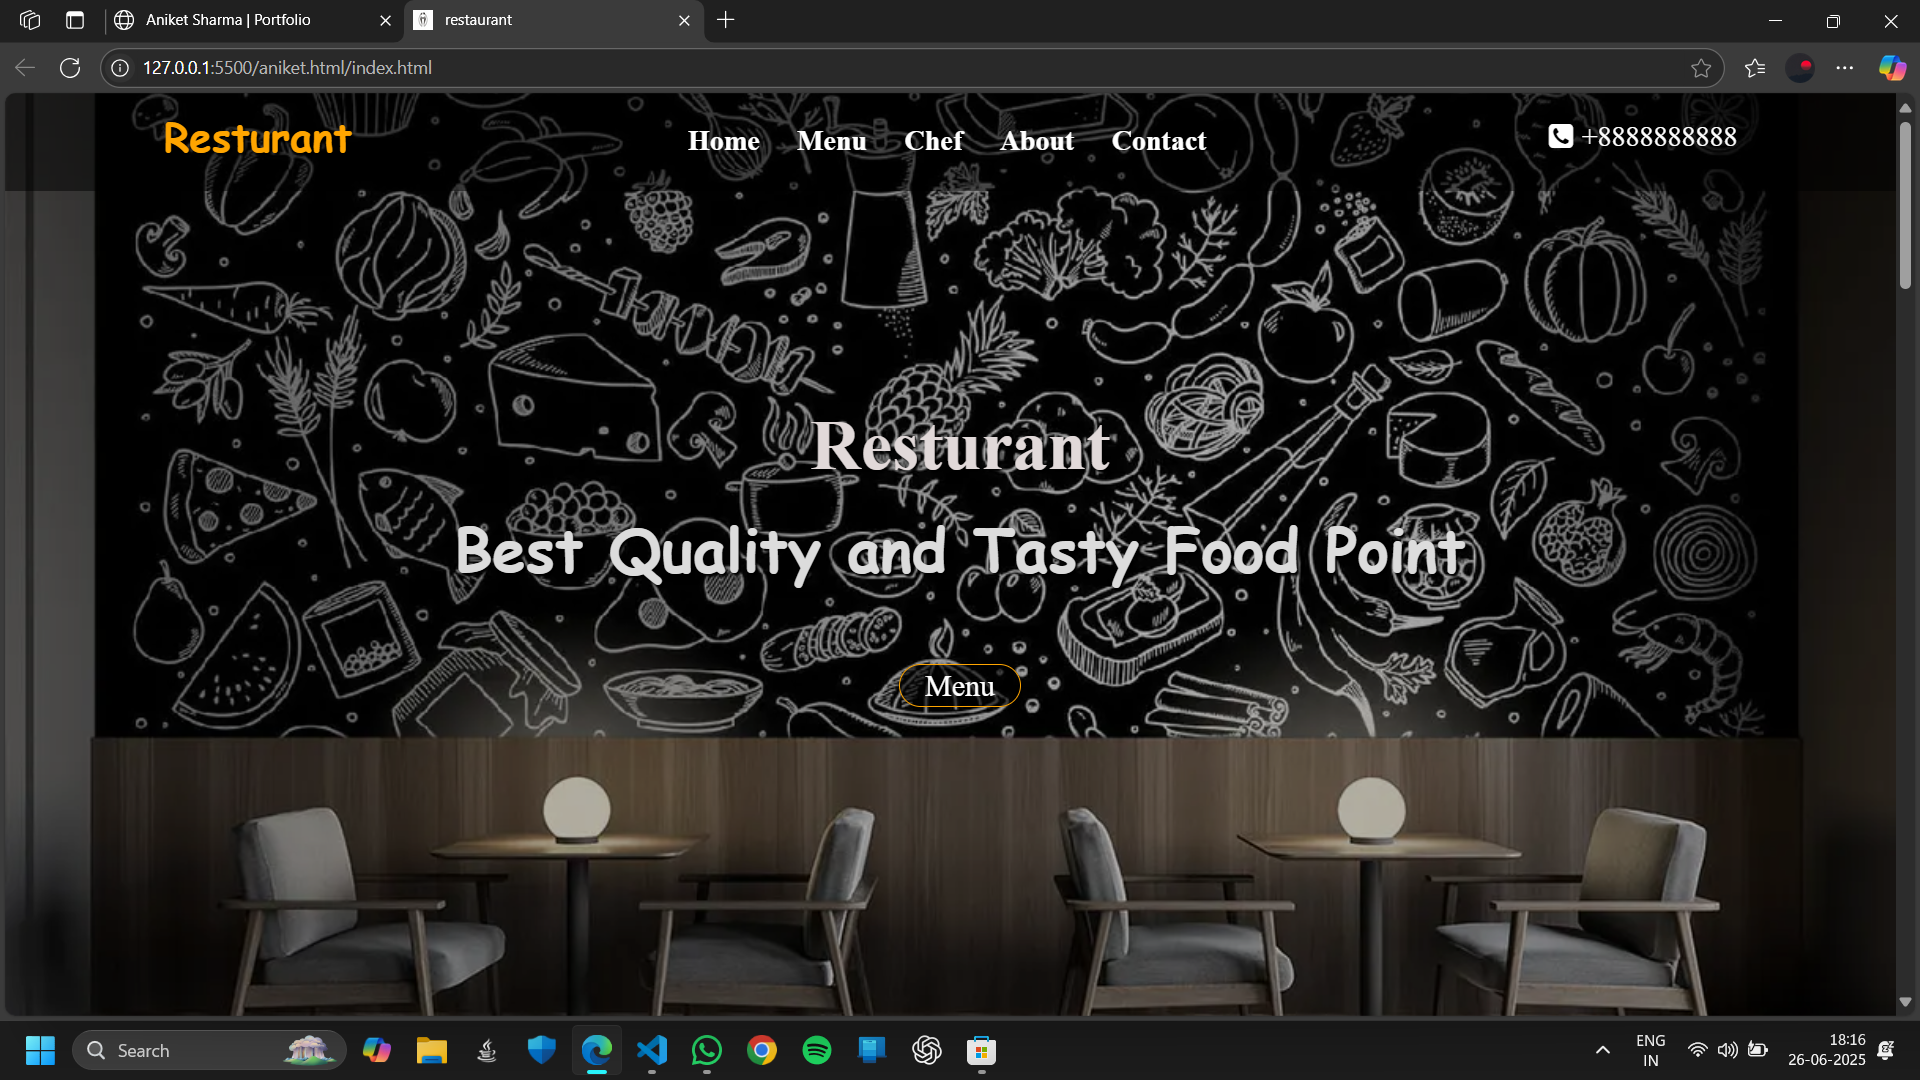 Aniket Sharma | Portfolio
restaurant
127.0.0.1:5500/aniket.html/index.html
Resturant
Home Menu Chef About Contact
+8888888888
Resturant
Best Quality and Tasty Food Point
Menu
Search
ENG
IN
18:16
26-06-2025